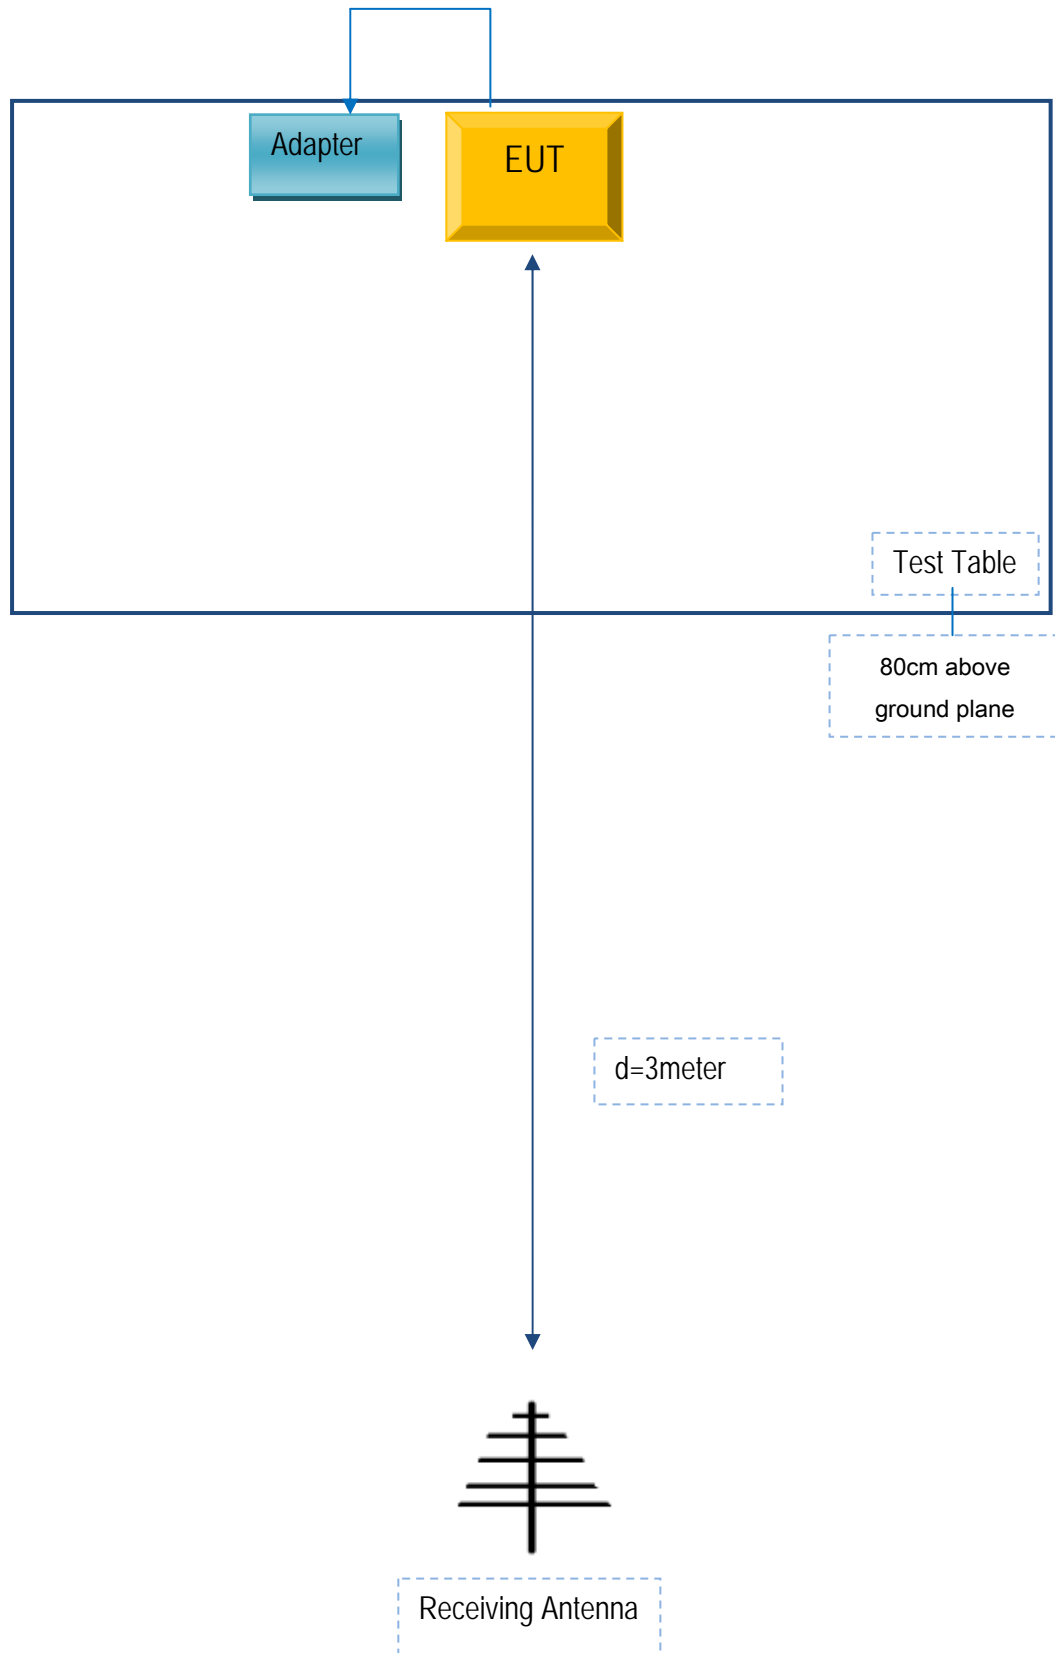 Adapter
EUT
Test Table
80cm above
ground plane
d=3meter
Receiving Antenna